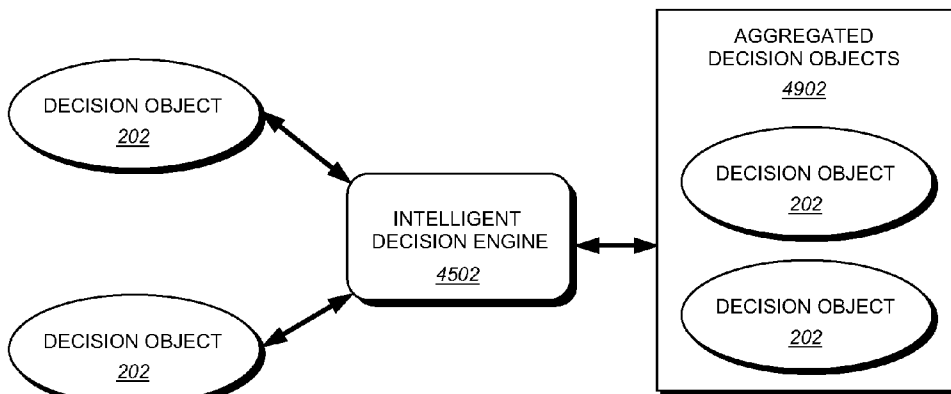 DECISION OBJECT
202
DECISION OBJECT
202
INTELLIGENT
DECISION ENGINE
4502
AGGREGATED
DECISION OBJECTS
4902
DECISION OBJECT
202
DECISION OBJECT
202